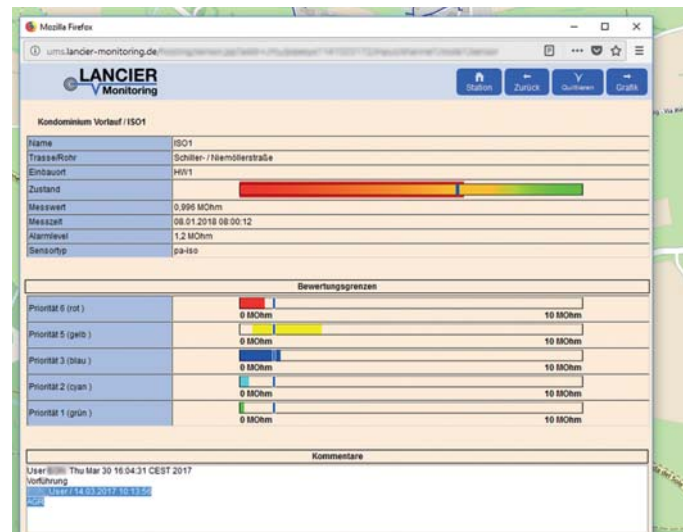 Mozilla Firefox
ums.lancier-monitoring.de/
LANCIER
Monitoring
Station
Zurück
Quittieren
Grafik
Kondominium Vorlauf / ISO1
Name ISO1
Trasse/Rohr Schiller- / Niemöllerstraße
Einbauort HW1
Zustand
Messwert 0,996 MOhm
Messzeit 08.01.2018 08:00:12
Alarmlevel 1,2 MOhm
Sensortyp pa-iso
Bewertungsgrenzen
Priorität 6 (rot )
0 MOhm 10 MOhm
Priorität 5 (gelb )
0 MOhm 10 MOhm
Priorität 3 (blau )
0 MOhm 10 MOhm
Priorität 2 (cyan )
0 MOhm 10 MOhm
Priorität 1 (grün )
0 MOhm 10 MOhm
Kommentare
User Thu Mar 30 16:04:31 CEST 2017
Vorführung
User / 14.03.2017 10:13:56